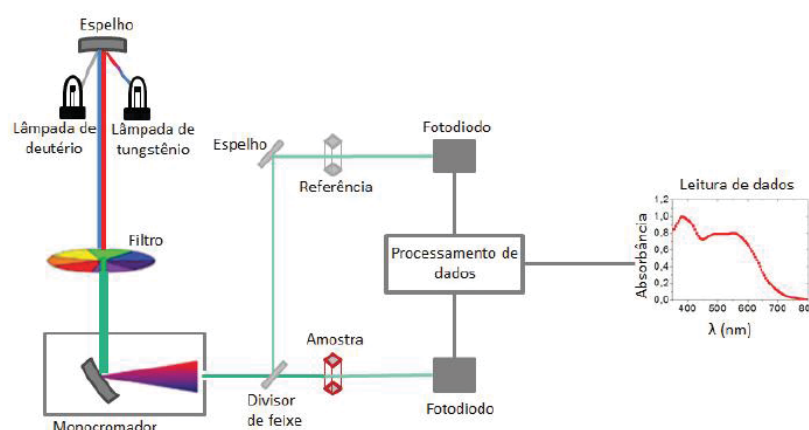 Espelho
Lâmpada de
deutério
Lâmpada de
tungstênio
Filtro
Monocromador
Espelho
Referência
Divisor
de feixe
Amostra
Fotodiodo
Processamento de
dados
Fotodiodo
Leitura de dados
Absorbância
1,2
1,0
0,8
0,6
0,4
0,2
0,0
400 500 600 700 80
λ (nm)